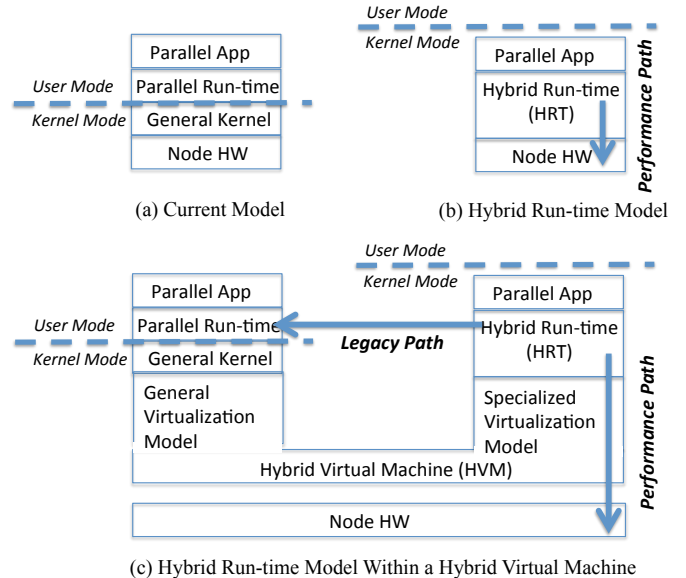 User Mode
Kernel Mode
Parallel App
Parallel Run-time
User Mode
Kernel Mode
General Kernel
Node HW
(a) Current Model
Parallel App
Hybrid Run-time
(HRT)
Node HW
Performance Path
(b) Hybrid Run-time Model
User Mode
Kernel Mode
Parallel App
Parallel Run-time
User Mode
Kernel Mode
General Kernel
General
Virtualization
Model
Legacy Path
Parallel App
Hybrid Run-time
(HRT)
Specialized
Virtualization
Model
Performance Path
Hybrid Virtual Machine (HVM)
Node HW
(c) Hybrid Run-time Model Within a Hybrid Virtual Machine